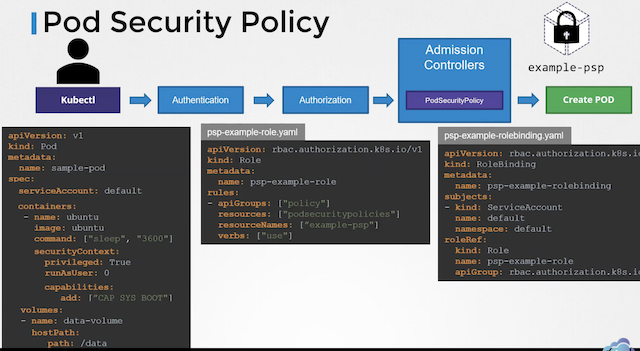 Pod Security Policy
example-psp
Kubectl
Authentication
Authorization
Admission
Controllers
PodSecurityPolicy
Create POD
apiVersion: v1
kind: Pod
metadata:
  name: sample-pod
spec:
  serviceAccount: default
  containers:
   - name: ubuntu
     image: ubuntu
     command: ["sleep", "3600"]
     securityContext:
       privileged: True
       runAsUser: 0
       capabilities:
         add: ["CAP_SYS_BOOT"]
  volumes:
  - name: data-volume
    hostPath:
      path: /data
psp-example-role.yaml
apiVersion: rbac.authorization.k8s.io/v1
kind: Role
metadata:
  name: psp-example-role
rules:
- apiGroups: ["policy"]
  resources: ["podsecuritypolicies"]
  resourceNames: ["example-psp"]
  verbs: ["use"]
psp-example-rolebinding.yaml
apiVersion: rbac.authorization.k8s.io
kind: RoleBinding
metadata:
  name: psp-example-rolebinding
subjects:
- kind: ServiceAccount
  name: default
  namespace: default
roleRef:
  kind: Role
  name: psp-example-role
  apiGroup: rbac.authorization.k8s.io